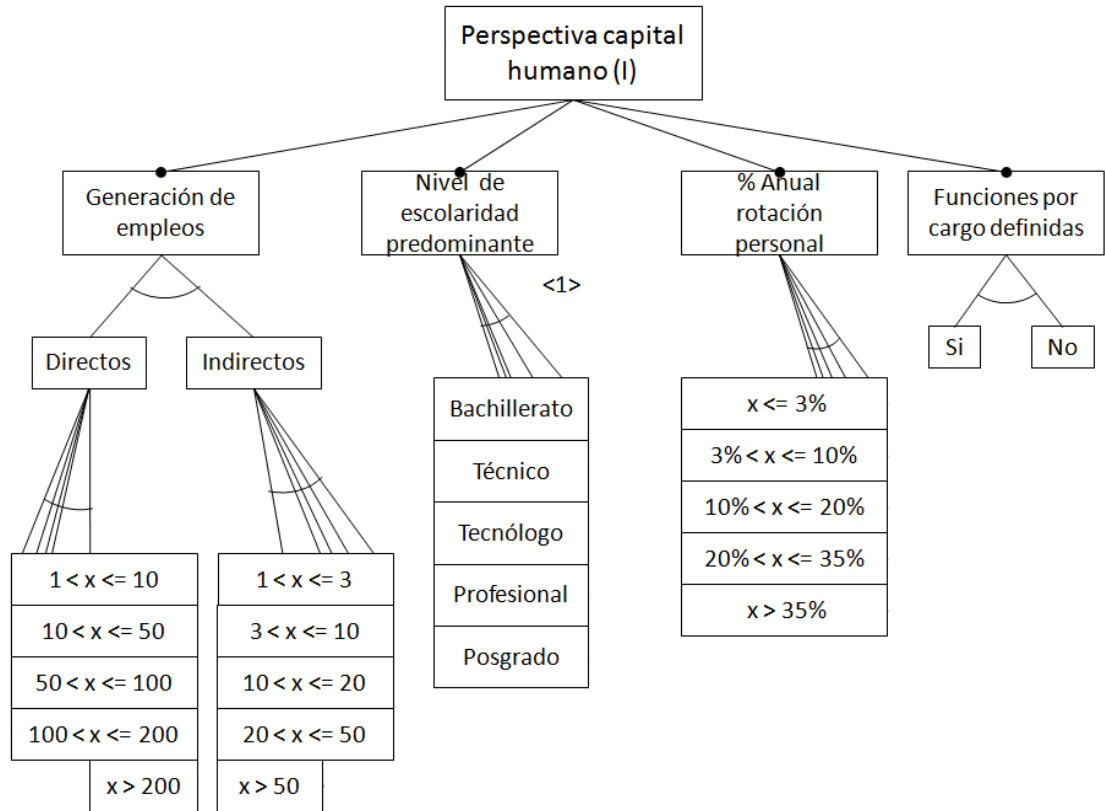 Perspectiva capital
humano (I)
Generación de
empleos
Nivel de
escolaridad
predominante
% Anual
rotación
personal
Funciones por
cargo definidas
<1>
Directos
Indirectos
Si
No
1 < x <= 10
10 < x <= 50
50 < x <= 100
100 < x <= 200
x > 200
1 < x <= 3
3 < x <= 10
10 < x <= 20
20 < x <= 50
x > 50
Bachillerato
Técnico
Tecnólogo
Profesional
Posgrado
x <= 3%
3% < x <= 10%
10% < x <= 20%
20% < x <= 35%
x > 35%